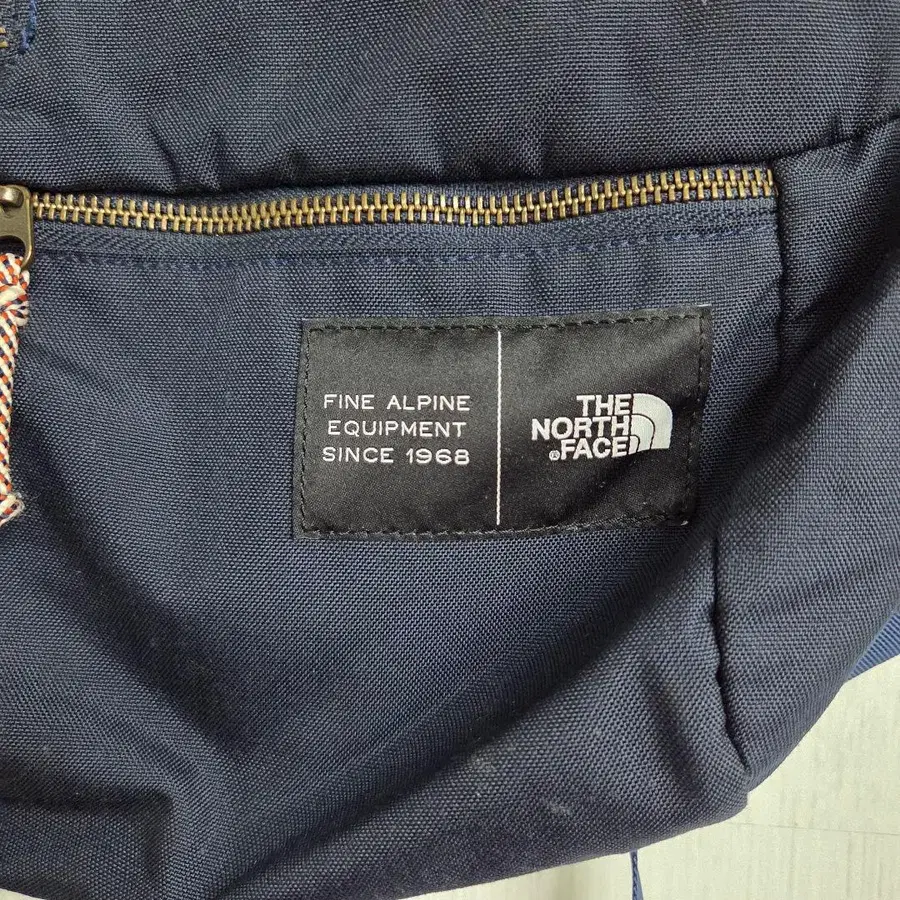 FINE ALPINE
EQUIPMENT
SINCE 1968
THE
NORTH
®FACE